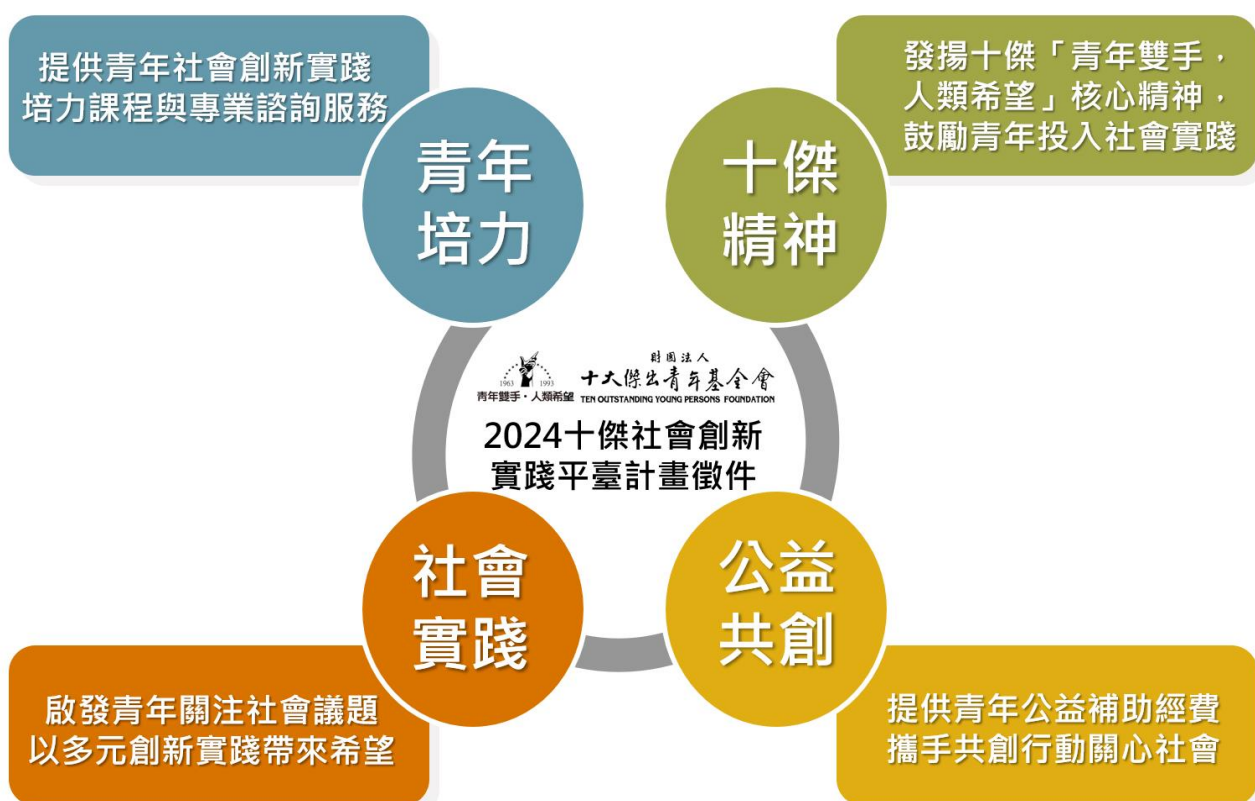 提供青年社會創新實踐
培力課程與專業諮詢服務
青年
培力
發揚十傑「青年雙手，
人類希望」核心精神，
鼓勵青年投入社會實踐
十傑
精神
1963 1993
青年雙手・人類希望
財團法人
十大傑出青年基金會
TEN OUTSTANDING YOUNG PERSONS FOUNDATION
2024十傑社會創新
實踐平臺計畫徵件
社會
實踐
啟發青年關注社會議題
以多元創新實踐帶來希望
公益
共創
提供青年公益補助經費
攜手共創行動關心社會